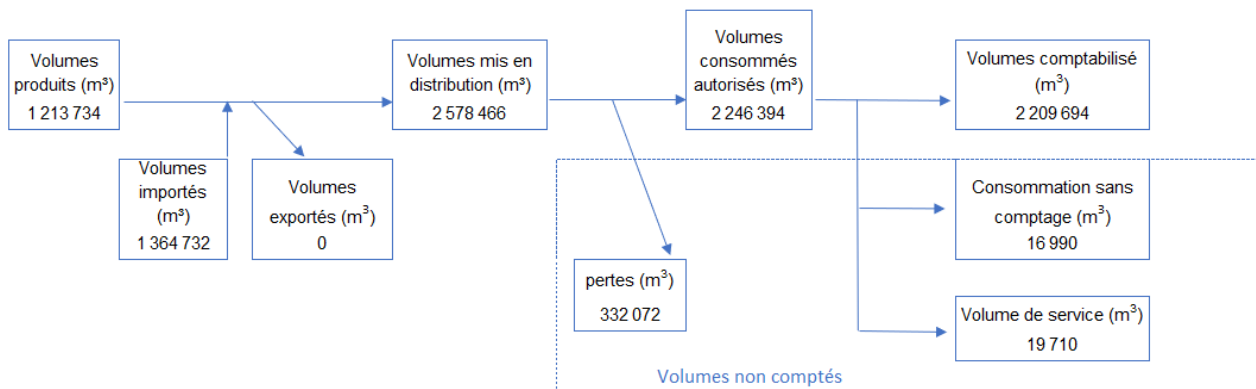 Volumes
produits (m³)
1 213 734
Volumes
importés
(m³)
1 364 732
Volumes
exportés (m³)
0
Volumes mis en
distribution (m³)
2 578 466
pertes (m³)
332 072
Volumes
consommés
autorisés (m³)
2 246 394
Volumes comptabilisé
(m³)
2 209 694
Consommation sans
comptage (m³)
16 990
Volume de service (m³)
19 710
Volumes non comptés